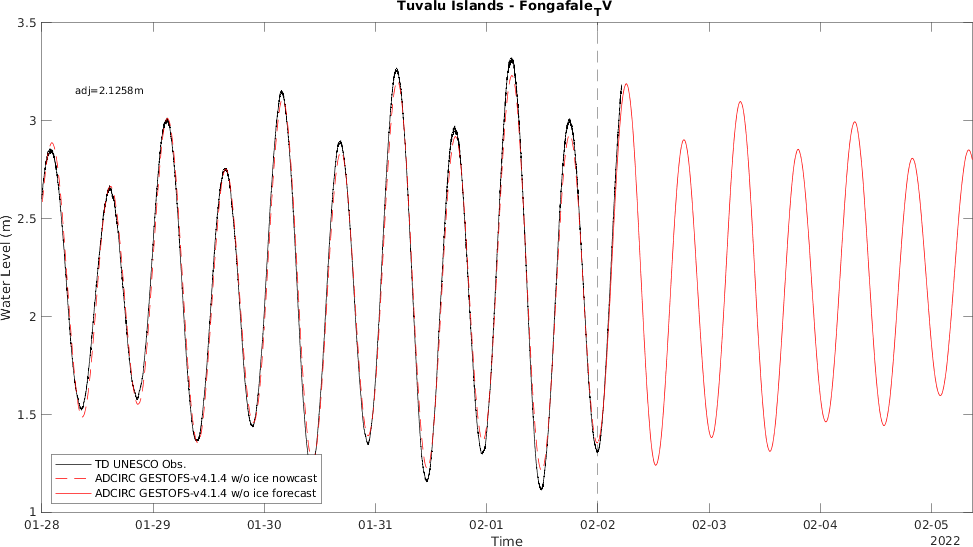 Tuvalu Islands - Fongafale_TV
3.5
adj=2.1258m
3
2.5
Water Level (m)
2
1.5
TD UNESCO Obs.
ADCIRC GESTOFS-v4.1.4 w/o ice nowcast
ADCIRC GESTOFS-v4.1.4 w/o ice forecast
1
01-28 01-29 01-30 01-31 02-01 02-02 02-03 02-04 02-05
Time 2022